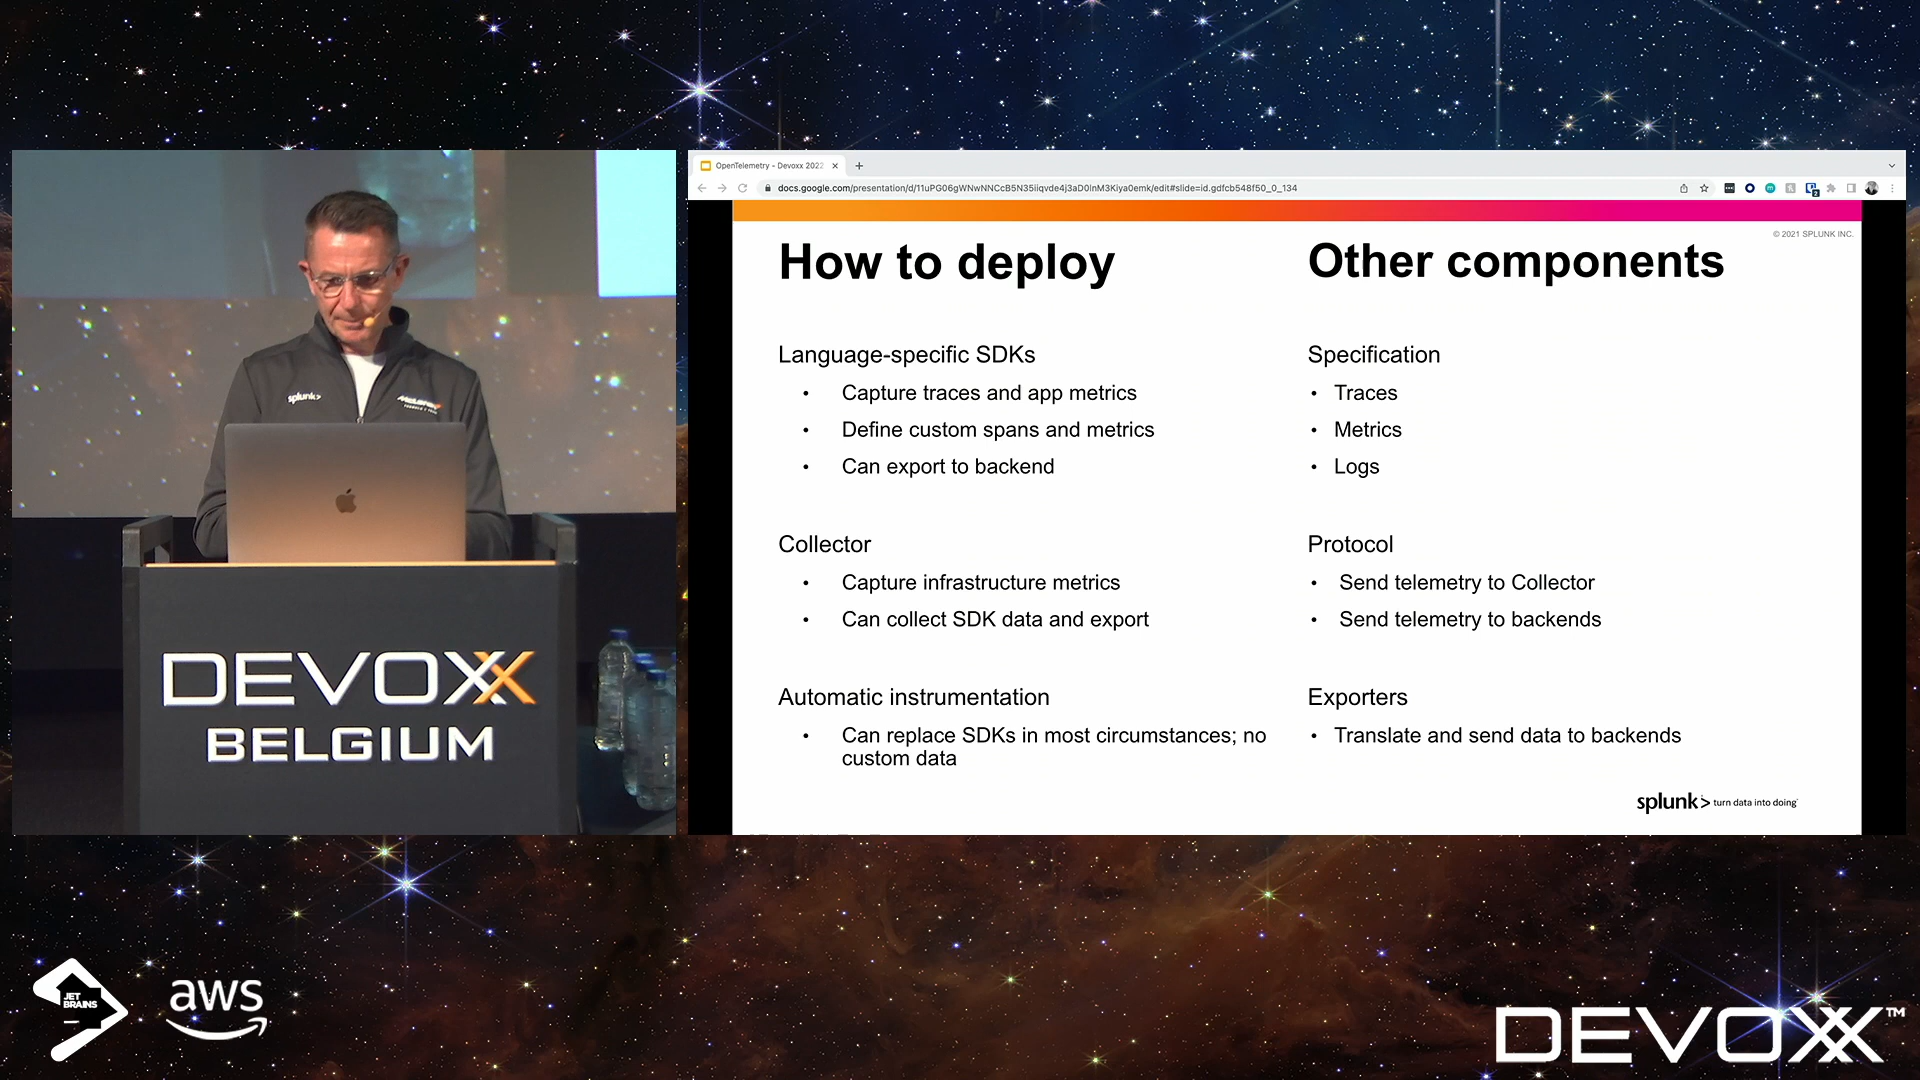 splunk>
McLaren
DEVOXX
BELGIUM
OpenTelemetry - Devoxx 2022
docs.google.com/presentation/d/11uPG06gWNwNNCcB5N35iiqvde4j3aD0lnM3Kiya0emk/edit#slide=id.gdfcb548f50_0_134
© 2021 SPLUNK INC.
How to deploy
Language-specific SDKs
• Capture traces and app metrics
• Define custom spans and metrics
• Can export to backend
Collector
• Capture infrastructure metrics
• Can collect SDK data and export
Automatic instrumentation
• Can replace SDKs in most circumstances; no
custom data
Other components
Specification
• Traces
• Metrics
• Logs
Protocol
• Send telemetry to Collector
• Send telemetry to backends
Exporters
• Translate and send data to backends
splunk> turn data into doing
JET
BRAINS
aws
DEVOXX™